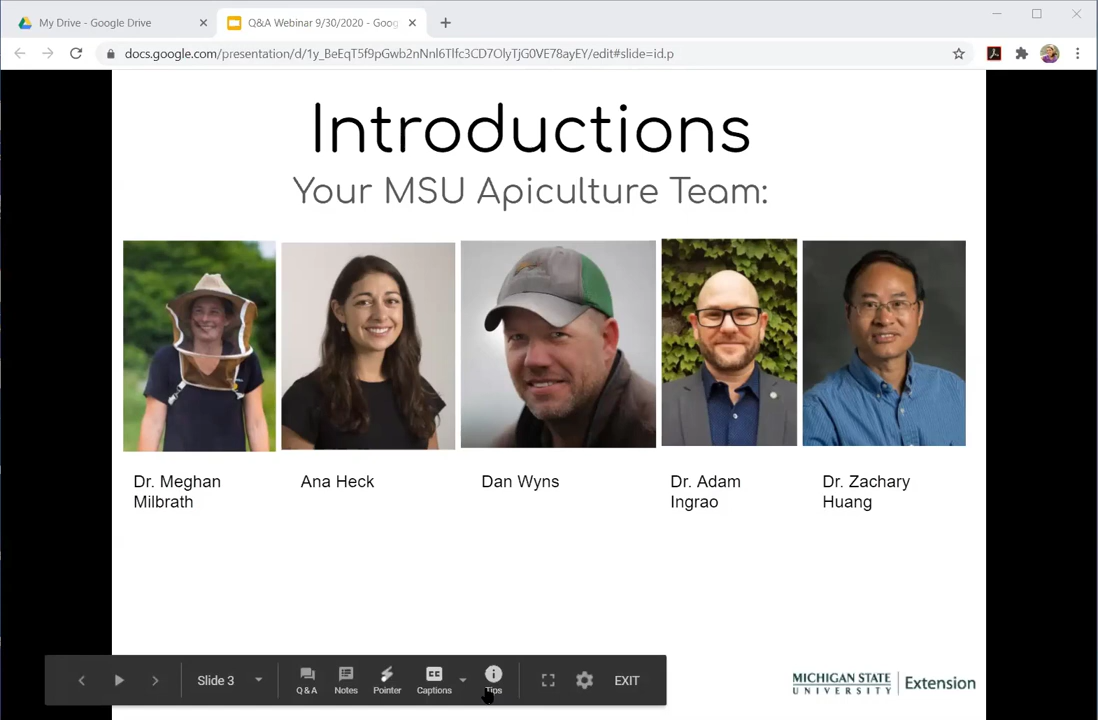 My Drive - Google Drive
Q&A Webinar 9/30/2020 - Goog
docs.google.com/presentation/d/1y_BeEqT5f9pGwb2nNnl6Tlfc3CD7OlyTjG0VE78ayEY/edit#slide=id.p
Introductions
Your MSU Apiculture Team:
Dr. Meghan
Milbrath
Ana Heck
Dan Wyns
Dr. Adam
Ingrao
Dr. Zachary
Huang
Slide 3
Q&A
Notes
Pointer
CC
Captions
Tips
EXIT
MICHIGAN STATE
UNIVERSITY
Extension